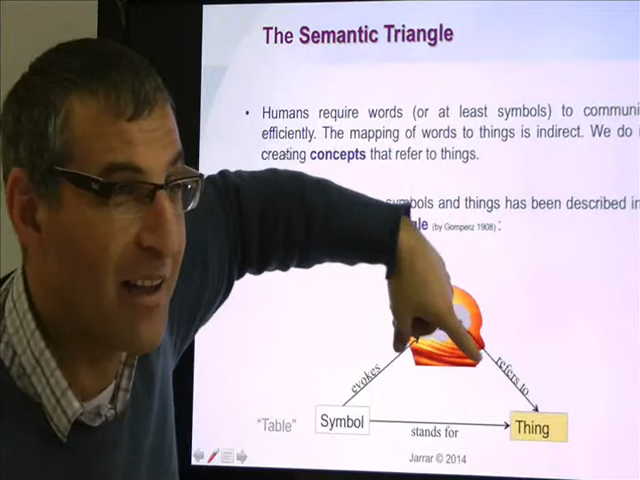 The Semantic Triangle
• Humans require words (or at least symbols) to communi
efficiently. The mapping of words to things is indirect. We do
creating concepts that refer to things.
symbols and things has been described in
(by Gomperz 1908) :
evokes
refers to
"Table"
Symbol
stands for
Thing
Jarrar © 2014